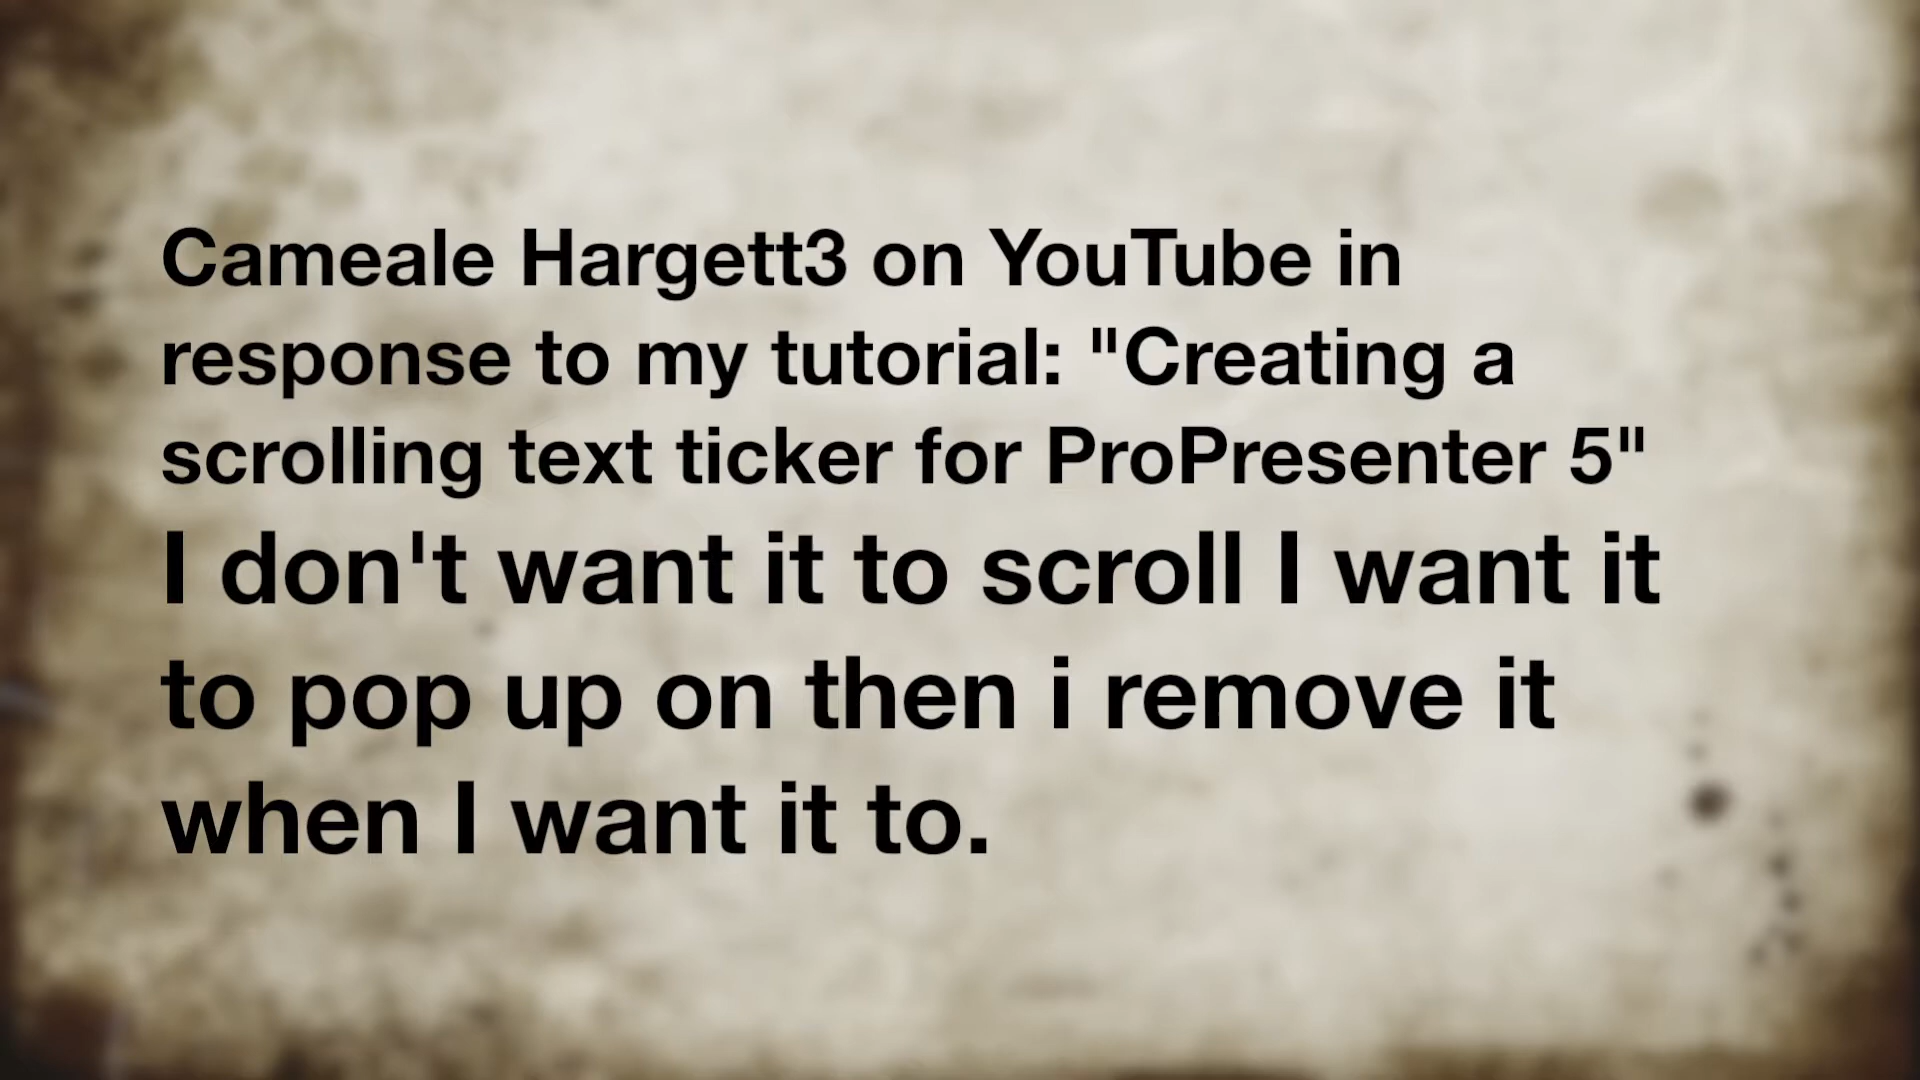 Cameale Hargett3 on YouTube in
response to my tutorial: "Creating a
scrolling text ticker for ProPresenter 5"
I don't want it to scroll I want it
to pop up on then i remove it
when I want it to.